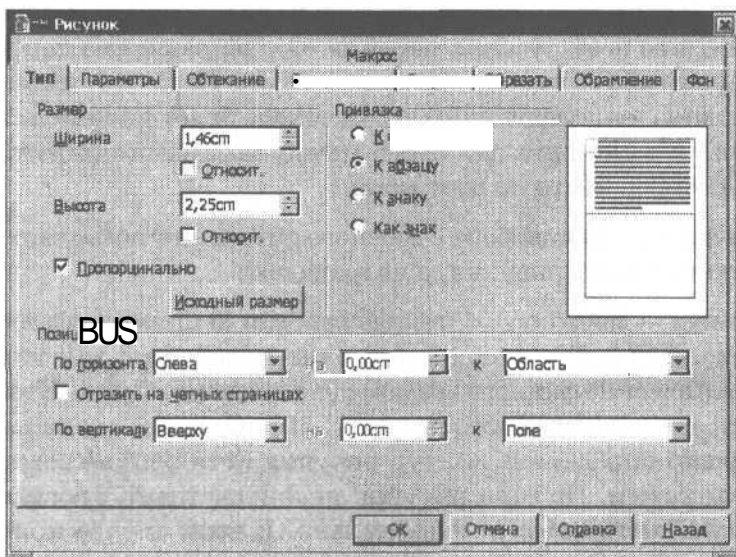 Рисунок
Макрос
Тип Параметры Обтекание Обрамление Фон
Размер Привязка
Ширина 1,46cm К
Относит. К абзацу
Высота 2,25cm К знаку
Относит. Как знак
Пропорцинально
Исходный размер
BUS
По горизонта Слева на 0,00cm к Область
Отразить на четных страницах
По вертикали Вверху на 0,00cm к Поле
OK Отмена Справка Назад